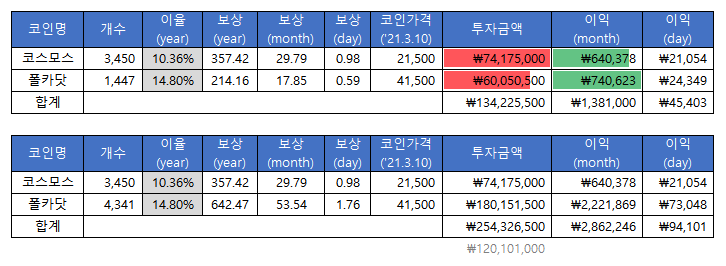 코인명 개수 이율 (year) 보상 (year) 보상 (month) 보상 (day) 코인가격 ('21.3.10) 투자금액 이익 (month) 이익 (day)
코스모스 3,450 10.36% 357.42 29.79 0.98 21,500 ₩74,175,000 ₩640,378 ₩21,054
폴카닷 1,447 14.80% 214.16 17.85 0.59 41,500 ₩60,050,500 ₩740,623 ₩24,349
합계 ₩134,225,500 ₩1,381,000 ₩45,403
코인명 개수 이율 (year) 보상 (year) 보상 (month) 보상 (day) 코인가격 ('21.3.10) 투자금액 이익 (month) 이익 (day)
코스모스 3,450 10.36% 357.42 29.79 0.98 21,500 ₩74,175,000 ₩640,378 ₩21,054
폴카닷 4,341 14.80% 642.47 53.54 1.76 41,500 ₩180,151,500 ₩2,221,869 ₩73,048
합계 ₩254,326,500 ₩2,862,246 ₩94,101
₩120,101,000